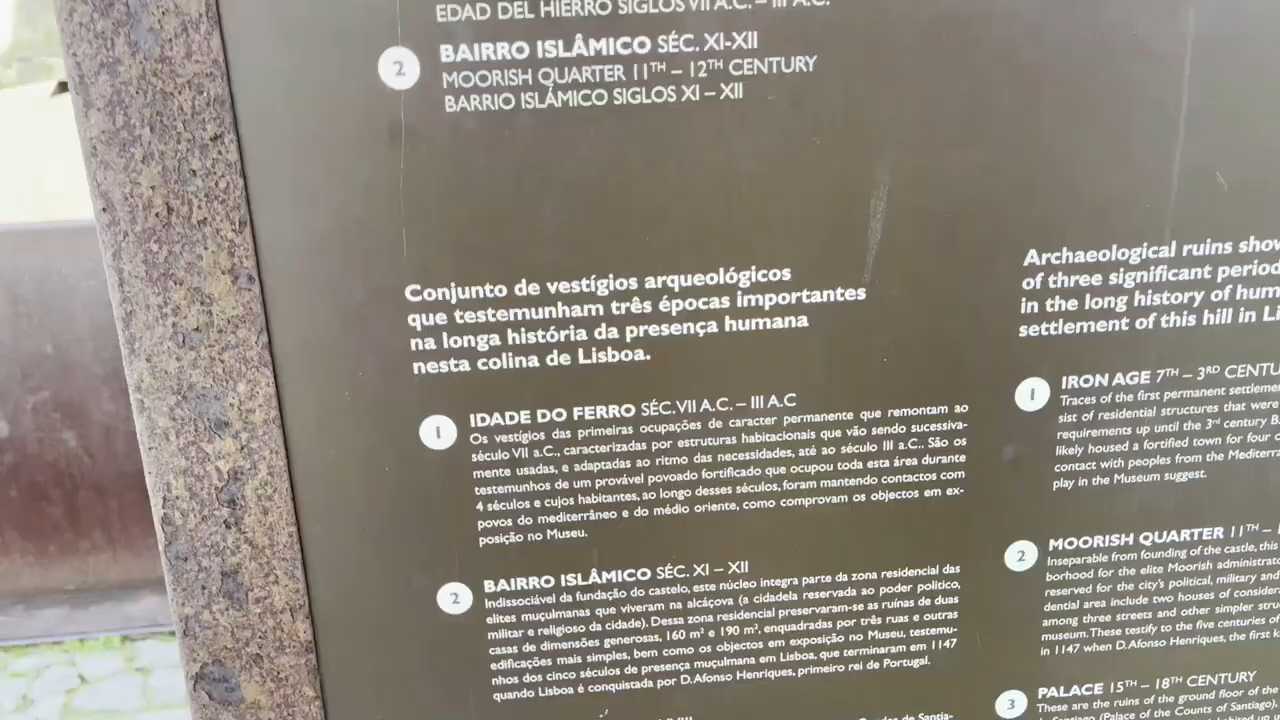 EDAD DEL HIERRO SIGLOS VII A.C. – III A.C.
2
BAIRRO ISLÂMICO SÉC. XI-XII
MOORISH QUARTER 11TH – 12TH CENTURY
BARRIO ISLÁMICO SIGLOS XI – XII
Conjunto de vestígios arqueológicos
que testemunham três épocas importantes
na longa história da presença humana
nesta colina de Lisboa.
1
IDADE DO FERRO SÉC.VII A.C. – III A.C
Os vestígios das primeiras ocupações de caracter permanente que remontam ao
século VII a.C., caracterizadas por estruturas habitacionais que vão sendo sucessiva-
mente usadas, e adaptadas ao ritmo das necessidades, até ao século III a.C.. São os
testemunhos de um provável povoado fortificado que ocupou toda esta área durante
4 séculos e cujos habitantes, ao longo desses séculos, foram mantendo contactos com
povos do mediterrâneo e do médio oriente, como comprovam os objectos em ex-
posição no Museu.
2
BAIRRO ISLÂMICO SÉC. XI – XII
Indissociável da fundação do castelo, este núcleo integra parte da zona residencial das
elites muçulmanas que viveram na alcáçova (a cidadela reservada ao poder político,
militar e religioso da cidade). Dessa zona residencial preservaram-se as ruínas de duas
casas de dimensões generosas, 160 m² e 190 m², enquadradas por três ruas e outras
edificações mais simples, bem como os objectos em exposição no Museu, testemu-
nhos dos cinco séculos de presença muçulmana em Lisboa, que terminaram em 1147
quando Lisboa é conquistada por D. Afonso Henriques, primeiro rei de Portugal.
de Santia-
Archaeological ruins
of three significant
in the long history of
settlement of this hill in
1
IRON AGE 7TH – 3RD
Traces of the first permanent
sist of residential structures that were
requirements up until the 3rd century
likely housed a fortified town for four
contact with peoples from the
play in the Museum suggest.
2
MOORISH QUARTER 11TH –
Inseparable from founding of the castle, this
borhood for the elite Moorish
reserved for the city's political, military and
dential area include two houses of
among three streets and other simpler
museum. These testify to the five centuries of
in 1147 when D. Afonso Henriques, the first
3
PALACE 15TH – 18TH CENTURY
These are the ruins of the ground floor of the
Santiago (Palace of the Counts of Santiago),